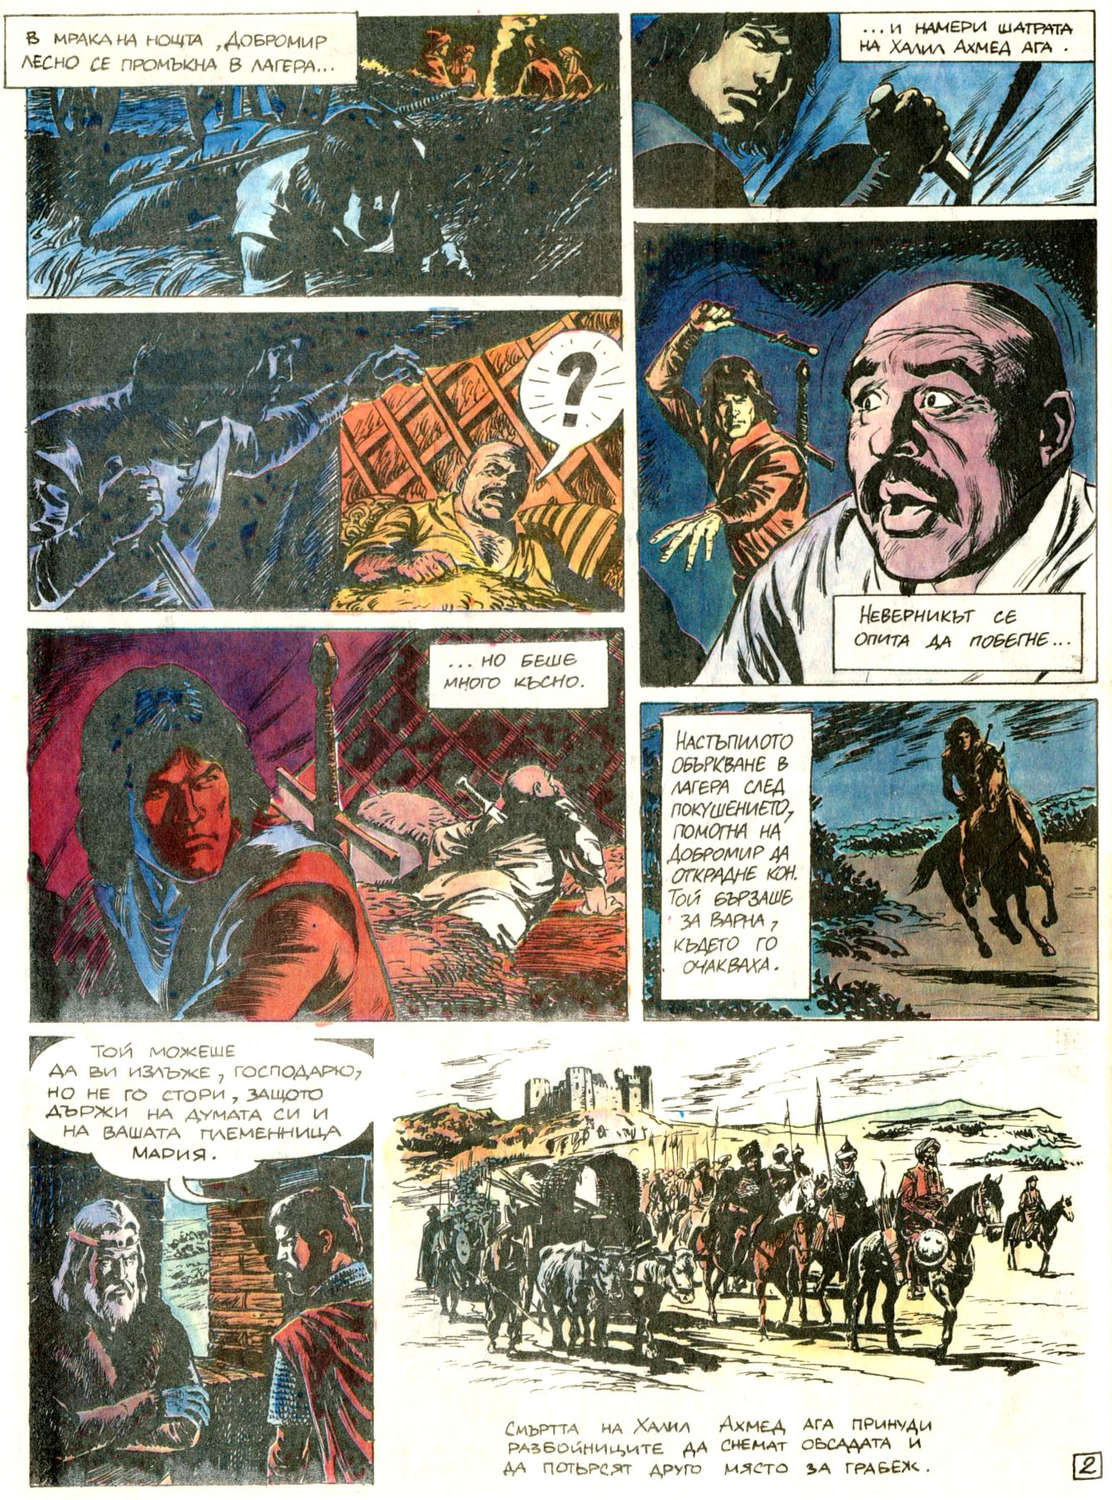 В МРАКА НА НОЩТА, ДОБРОМИР
ЛЕСНО СЕ ПРОМЪКНА В ЛАГЕРА...
...И НАМЕРИ ШАТРАТА
НА ХАЛИЛ АХМЕД АГА.
?
НЕВЕРНИКЪТ СЕ
ОПИТА ДА ПОБЕГНЕ...
...НО БЕШЕ
МНОГО КЪСНО.
НАСТЪПИЛОТО
ОБЪРКВАНЕ В
ЛАГЕРА СЛЕД
ПОКУШЕНИЕТО,
ПОМОГНА НА
ДОБРОМИР ДА
ОТКРАДНЕ КОН.
ТОЙ БЪРЗАШЕ
ЗА ВАРНА,
КЪДЕТО ГО
ОЧАКВАХА.
ТОЙ МОЖЕШЕ
ДА ВИ ИЗЛЪЖЕ, ГОСПОДАРЮ,
НО НЕ ГО СТОРИ, ЗАЩОТО
ДЪРЖИ НА ДУМАТА СИ И
НА ВАШАТА ПЛЕМЕННИЦА
МАРИЯ.
СМЪРТТА НА ХАЛИЛ АХМЕД АГА ПРИНУДИ
РАЗБОЙНИЦИТЕ ДА СНЕМАТ ОБСАДАТА И
ДА ПОТЪРСЯТ ДРУГО МЯСТО ЗА ГРАБЕЖ.
2